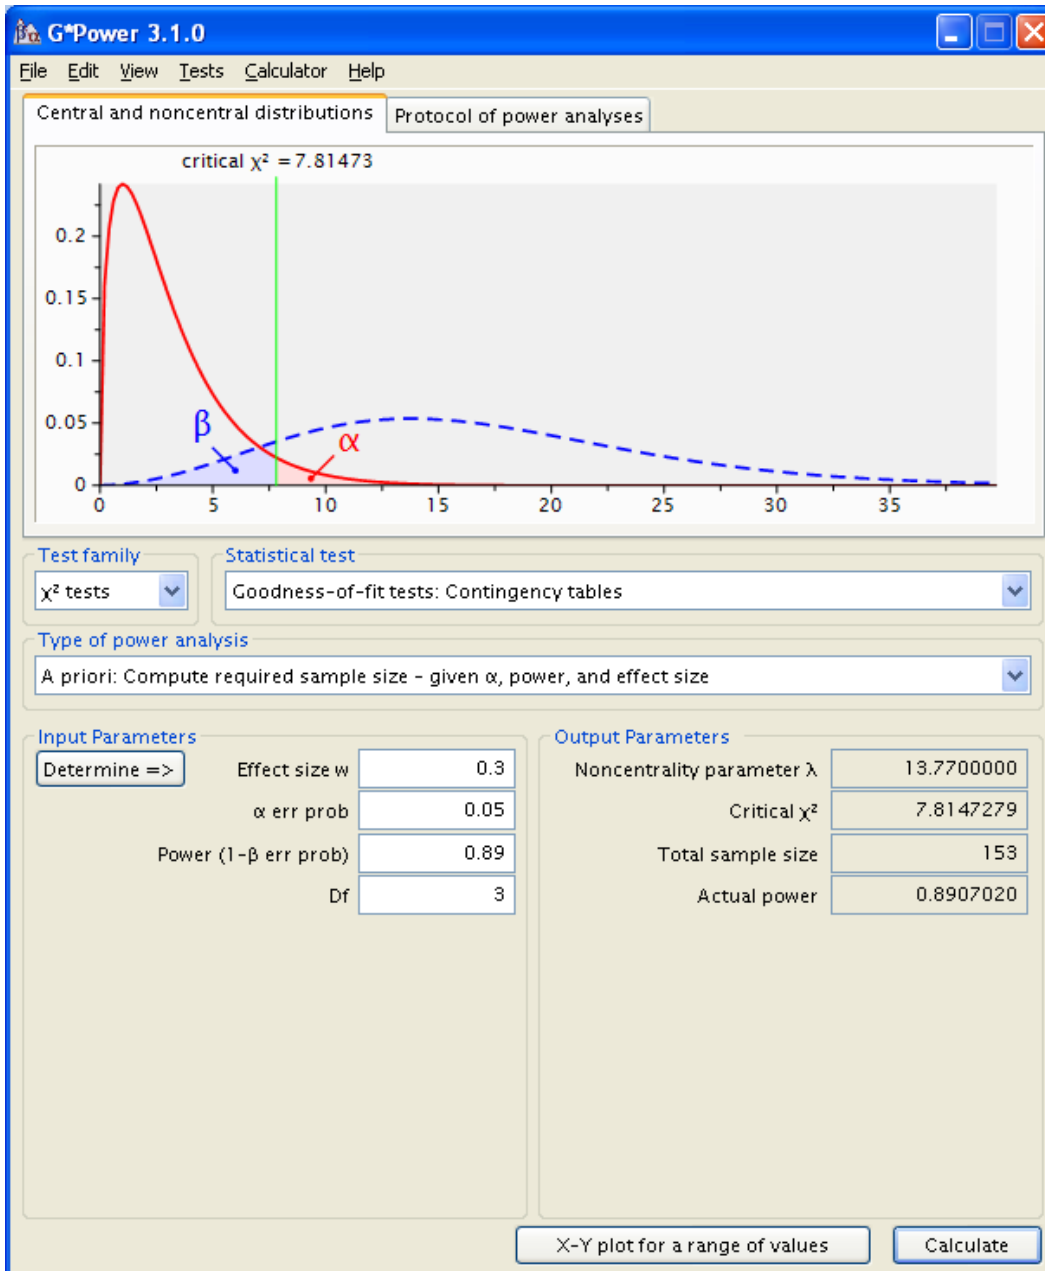 G*Power 3.1.0
File Edit View Tests Calculator Help
Central and noncentral distributions Protocol of power analyses
critical χ² = 7.81473
0.2
0.15
0.1
0.05
0
β
α
0 5 10 15 20 25 30 35
Test family Statistical test
χ² tests Goodness-of-fit tests: Contingency tables
Type of power analysis
A priori: Compute required sample size - given α, power, and effect size
Input Parameters Output Parameters
Determine => Effect size w 0.3 Noncentrality parameter λ 13.7700000
α err prob 0.05 Critical χ² 7.8147279
Power (1-β err prob) 0.89 Total sample size 153
Df 3 Actual power 0.8907020
X-Y plot for a range of values Calculate